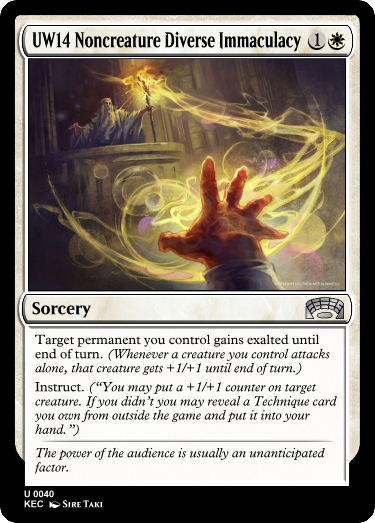 UW14 Noncreature Diverse Immaculacy 1
Sorcery
Target permanent you control gains exalted until
end of turn. (Whenever a creature you control attacks
alone, that creature gets +1/+1 until end of turn.)
Instruct. (“You may put a +1/+1 counter on target
creature. If you didn’t you may reveal a Technique card
you own from outside the game and put it into your
hand.”)
The power of the audience is usually an unanticipated
factor.
U 0040
KEC SIRE TAKI